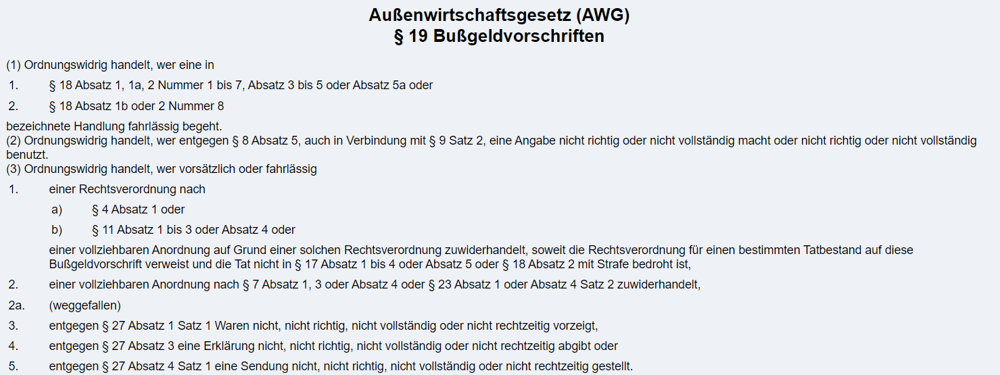 Außenwirtschaftsgesetz (AWG)
§ 19 Bußgeldvorschriften
(1) Ordnungswidrig handelt, wer eine in
1. § 18 Absatz 1, 1a, 2 Nummer 1 bis 7, Absatz 3 bis 5 oder Absatz 5a oder
2. § 18 Absatz 1b oder 2 Nummer 8
bezeichnete Handlung fahrlässig begeht.
(2) Ordnungswidrig handelt, wer entgegen § 8 Absatz 5, auch in Verbindung mit § 9 Satz 2, eine Angabe nicht richtig oder nicht vollständig macht oder nicht richtig oder nicht vollständig
benutzt.
(3) Ordnungswidrig handelt, wer vorsätzlich oder fahrlässig
1. einer Rechtsverordnung nach
a) § 4 Absatz 1 oder
b) § 11 Absatz 1 bis 3 oder Absatz 4 oder
einer vollziehbaren Anordnung auf Grund einer solchen Rechtsverordnung zuwiderhandelt, soweit die Rechtsverordnung für einen bestimmten Tatbestand auf diese
Bußgeldvorschrift verweist und die Tat nicht in § 17 Absatz 1 bis 4 oder Absatz 5 oder § 18 Absatz 2 mit Strafe bedroht ist,
2. einer vollziehbaren Anordnung nach § 7 Absatz 1, 3 oder Absatz 4 oder § 23 Absatz 1 oder Absatz 4 Satz 2 zuwiderhandelt,
2a. (weggefallen)
3. entgegen § 27 Absatz 1 Satz 1 Waren nicht, nicht richtig, nicht vollständig oder nicht rechtzeitig vorzeigt,
4. entgegen § 27 Absatz 3 eine Erklärung nicht, nicht richtig, nicht vollständig oder nicht rechtzeitig abgibt oder
5. entgegen § 27 Absatz 4 Satz 1 eine Sendung nicht, nicht richtig, nicht vollständig oder nicht rechtzeitig gestellt.